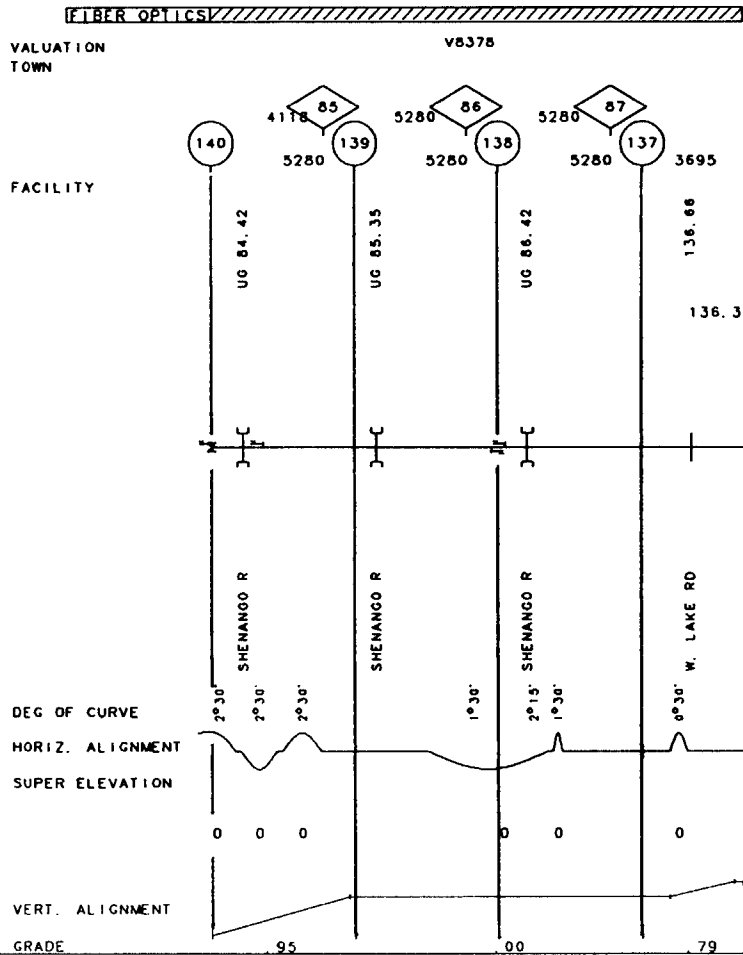 FIBER OPTICS
VALUATION V8378
TOWN
85 86 87
4118 5280 5280
140 139 138 137
5280 5280 5280 3695
FACILITY
UG 84.42
UG 85.35
UG 86.42
136.66
136.3
SHENANGO R
SHENANGO R
SHENANGO R
W. LAKE RD
DEG OF CURVE 2°30' 2°30' 2°30' 1°30' 2°15' 1°30' 0°30'
HORIZ. ALIGNMENT
SUPER ELEVATION
0 0 0 0 0 0
VERT. ALIGNMENT
GRADE .95 .00 .79